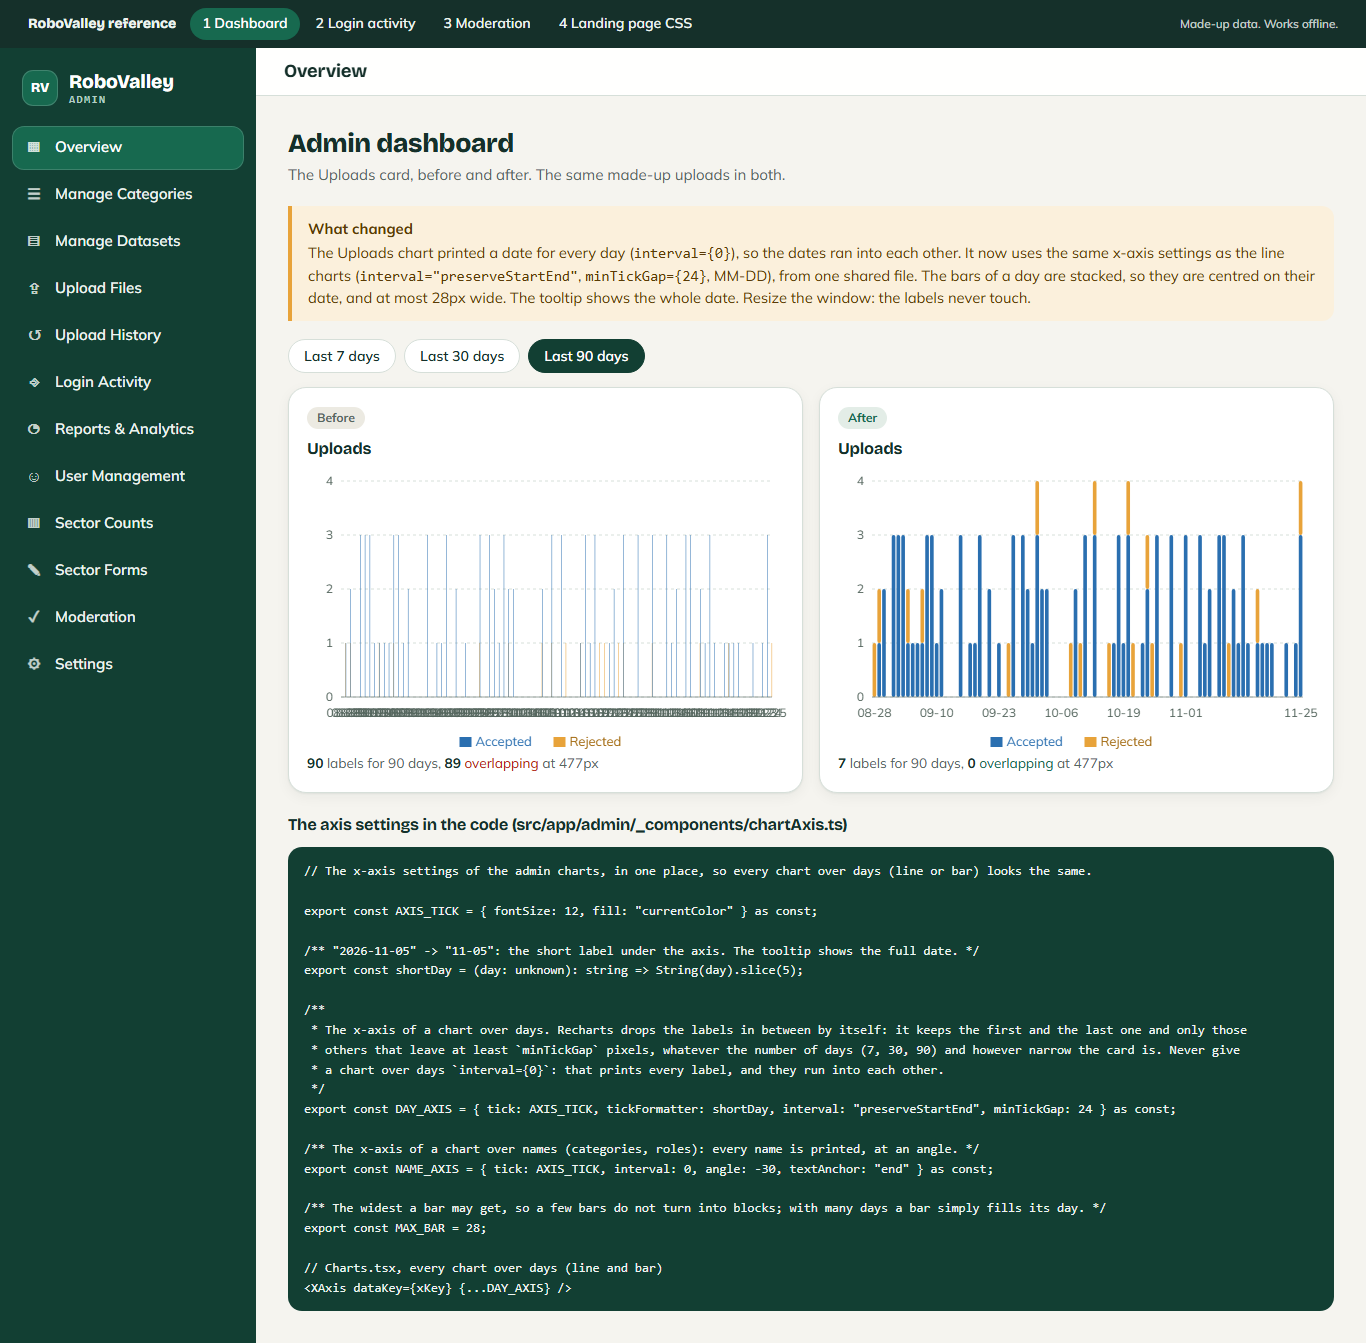 RoboValley reference
1 Dashboard
2 Login activity
3 Moderation
4 Landing page CSS
Made-up data. Works offline.
RV
RoboValley
ADMIN
Overview
Manage Categories
Manage Datasets
Upload Files
Upload History
Login Activity
Reports & Analytics
User Management
Sector Counts
Sector Forms
Moderation
Settings
Overview
Admin dashboard
The Uploads card, before and after. The same made-up uploads in both.
What changed
The Uploads chart printed a date for every day (interval={0}), so the dates ran into each other. It now uses the same x-axis settings as the line
charts (interval="preserveStartEnd", minTickGap={24}, MM-DD), from one shared file. The bars of a day are stacked, so they are centred on their
date, and at most 28px wide. The tooltip shows the whole date. Resize the window: the labels never touch.
Last 7 days
Last 30 days
Last 90 days
Before
Uploads
4
3
2
1
0
Accepted
Rejected
90 labels for 90 days, 89 overlapping at 477px
After
Uploads
4
3
2
1
0
08-28
09-10
09-23
10-06
10-19
11-01
11-25
Accepted
Rejected
7 labels for 90 days, 0 overlapping at 477px
The axis settings in the code (src/app/admin/_components/chartAxis.ts)
// The x-axis settings of the admin charts, in one place, so every chart over days (line or bar) looks the same.
export const AXIS_TICK = { fontSize: 12, fill: "currentColor" } as const;
/** "2026-11-05" -> "11-05": the short label under the axis. The tooltip shows the full date. */
export const shortDay = (day: unknown): string => String(day).slice(5);
/**
* The x-axis of a chart over days. Recharts drops the labels in between by itself: it keeps the first and the last one and only those
* others that leave at least `minTickGap` pixels, whatever the number of days (7, 30, 90) and however narrow the card is. Never give
* a chart over days `interval={0}`: that prints every label, and they run into each other.
*/
export const DAY_AXIS = { tick: AXIS_TICK, tickFormatter: shortDay, interval: "preserveStartEnd", minTickGap: 24 } as const;
/** The x-axis of a chart over names (categories, roles): every name is printed, at an angle. */
export const NAME_AXIS = { tick: AXIS_TICK, interval: 0, angle: -30, textAnchor: "end" } as const;
/** The widest a bar may get, so a few bars do not turn into blocks; with many days a bar simply fills its day. */
export const MAX_BAR = 28;
// Charts.tsx, every chart over days (line and bar)
<XAxis dataKey={xKey} {...DAY_AXIS} />